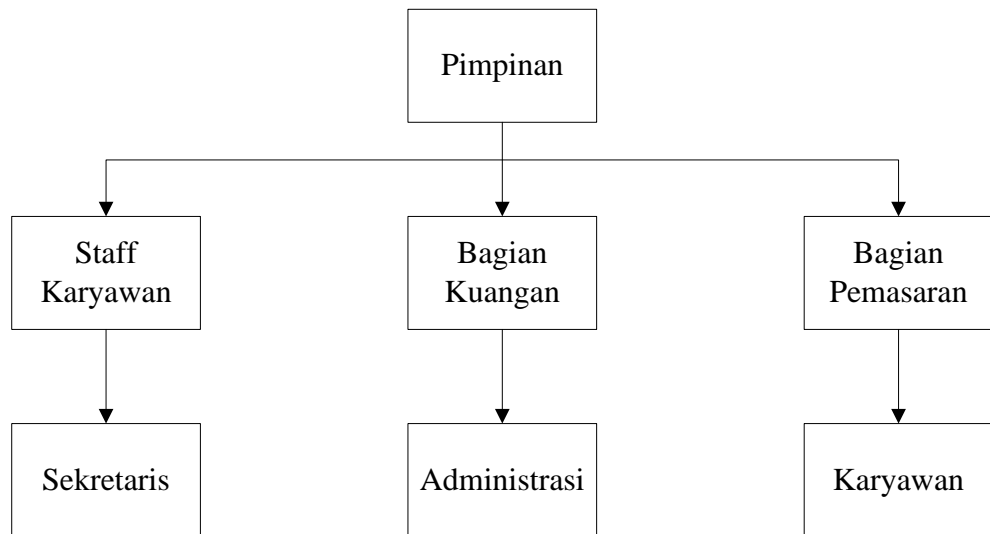 Pimpinan
Staff
Karyawan
Bagian
Kuangan
Bagian
Pemasaran
Sekretaris
Administrasi
Karyawan